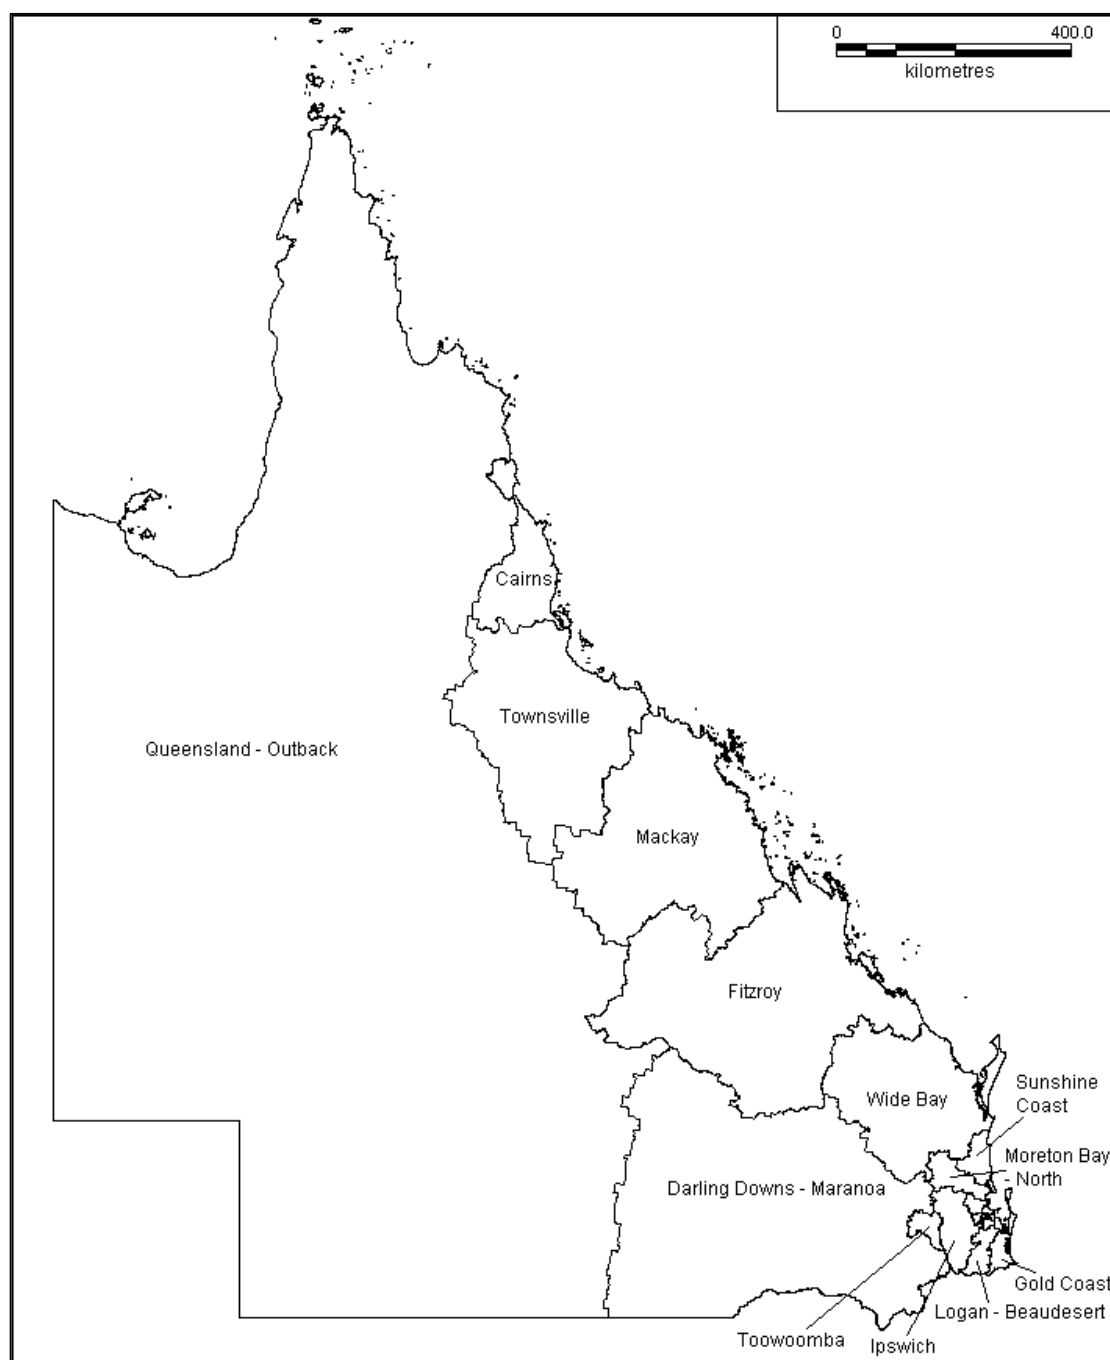 0 400.0
kilometres
Cairns
Townsville
Queensland - Outback
Mackay
Fitzroy
Wide Bay
Sunshine
Coast
Moreton Bay
- North
Darling Downs - Maranoa
Gold Coast
Logan - Beaudesert
Toowoomba
Ipswich